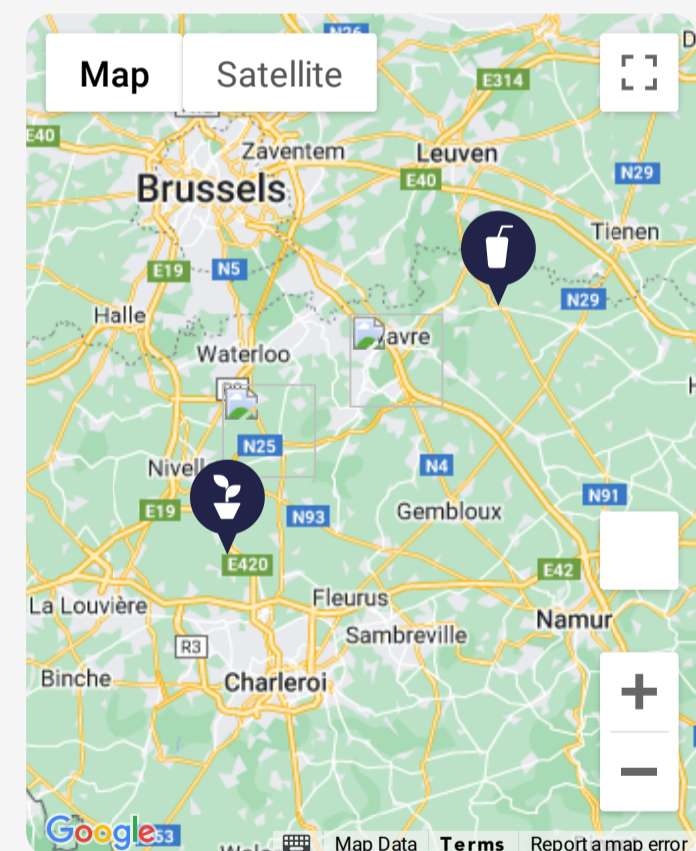 Map
Satellite
E314
E40
Zaventem
Leuven
E40
N29
Brussels
Tienen
E19
N5
N29
Halle
avre
Waterloo
N25
Nivell
N4
N91
E19
N93
Gembloux
E420
E42
La Louvière
Fleurus
Namur
Sambreville
R3
Binche
Charleroi
Google
53
Map Data
Terms
Report a map error